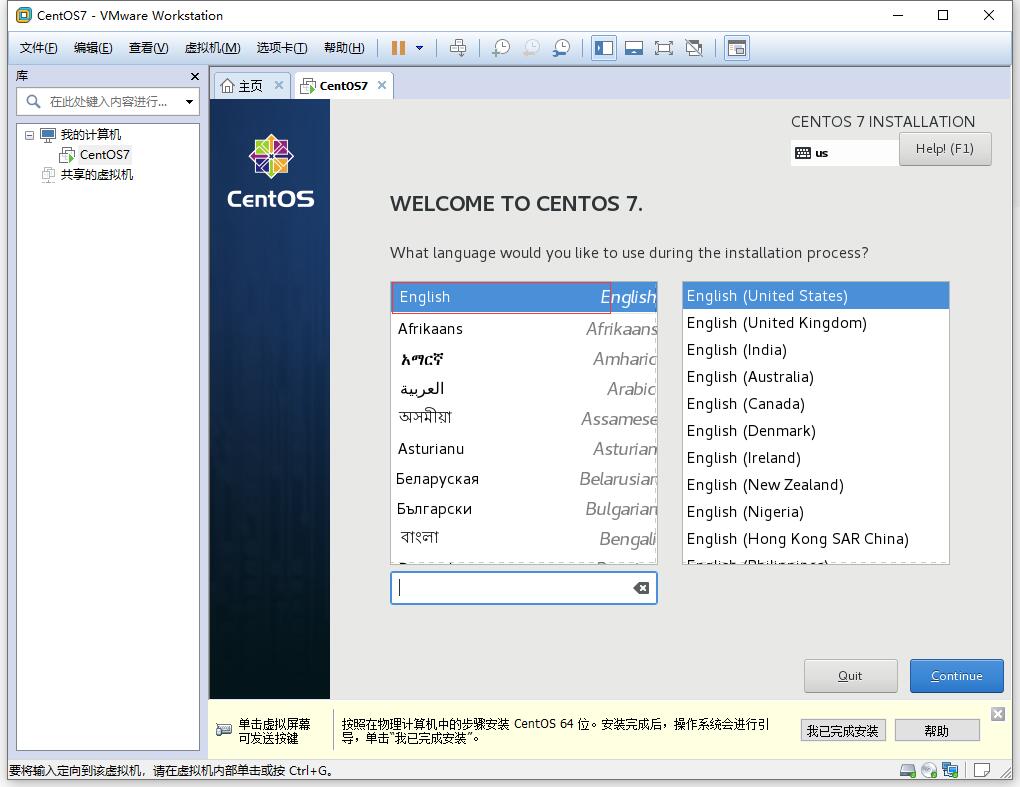 CentOS7 - VMware Workstation
文件(F) 编辑(E) 查看(V) 虚拟机(M) 选项卡(T) 帮助(H)
库
在此处键入内容进行...
我的计算机
CentOS7
共享的虚拟机
主页 CentOS7
CentOS
CENTOS 7 INSTALLATION
us Help! (F1)
WELCOME TO CENTOS 7.
What language would you like to use during the installation process?
English English
Afrikaans Afrikaans
አማርኛ Amharic
العربية Arabic
অসমীয়া Assamese
Asturianu Asturian
Беларуская Belarusian
Български Bulgarian
বাংলা Bengali
English (United States)
English (United Kingdom)
English (India)
English (Australia)
English (Canada)
English (Denmark)
English (Ireland)
English (New Zealand)
English (Nigeria)
English (Hong Kong SAR China)
English (Philippines)
Quit Continue
单击虚拟屏幕
可发送按键
按照在物理计算机中的步骤安装 CentOS 64 位。安装完成后，操作系统会进行引
导，单击“我已完成安装”。
我已完成安装 帮助
要将输入定向到该虚拟机，请在虚拟机内部单击或按 Ctrl+G。